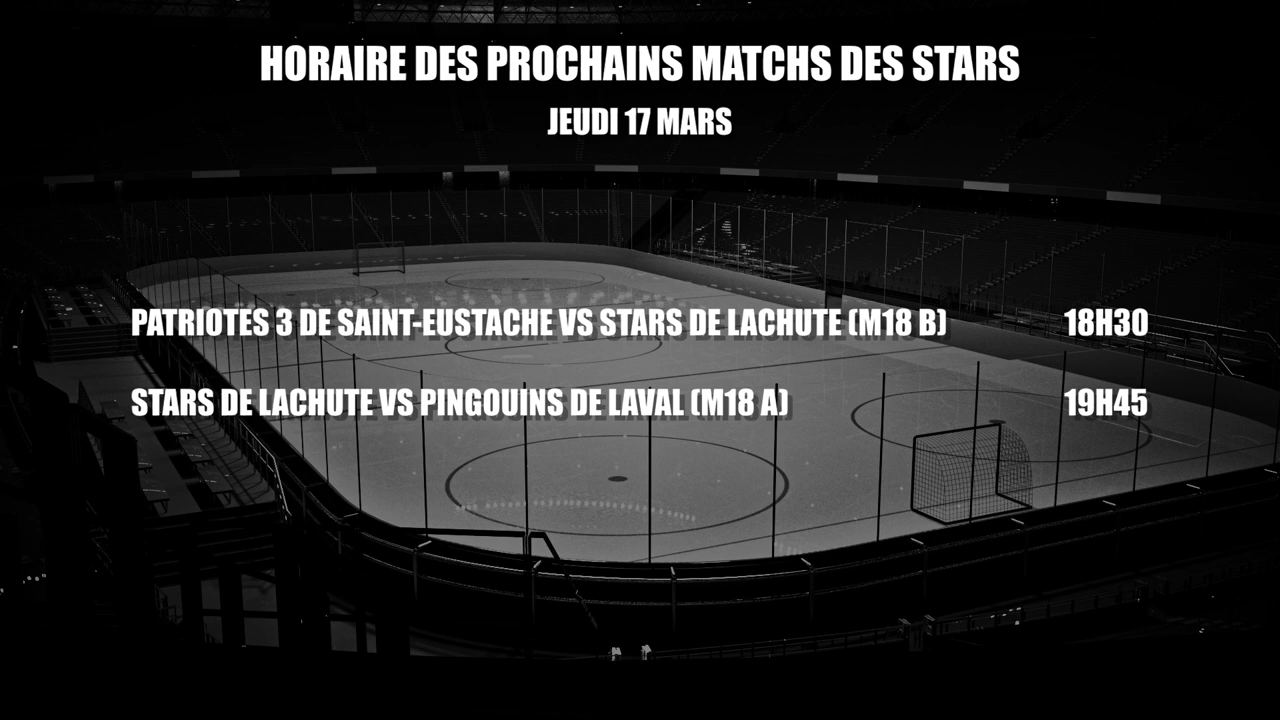 HORAIRE DES PROCHAINS MATCHS DES STARS
JEUDI 17 MARS
PATRIOTES 3 DE SAINT-EUSTACHE VS STARS DE LACHUTE (M18 B) 18H30
STARS DE LACHUTE VS PINGOUINS DE LAVAL (M18 A) 19H45